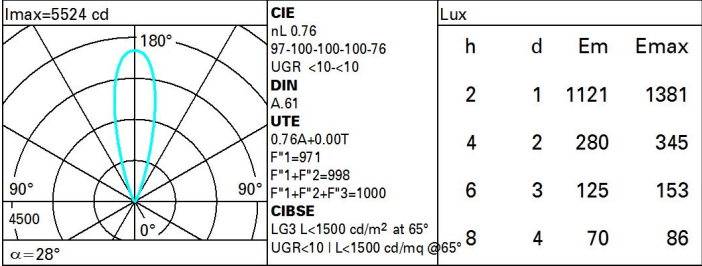 Imax=5524 cd
180°
90°
90°
4500
0°
α=28°
CIE
nL 0.76
97-100-100-100-76
UGR <10-<10
DIN
A.61
UTE
0.76A+0.00T
F"1=971
F"1+F"2=998
F"1+F"2+F"3=1000
CIBSE
LG3 L<1500 cd/m² at 65°
UGR<10 | L<1500 cd/mq @65°
Lux
h d Em Emax
2 1 1121 1381
4 2 280 345
6 3 125 153
8 4 70 86